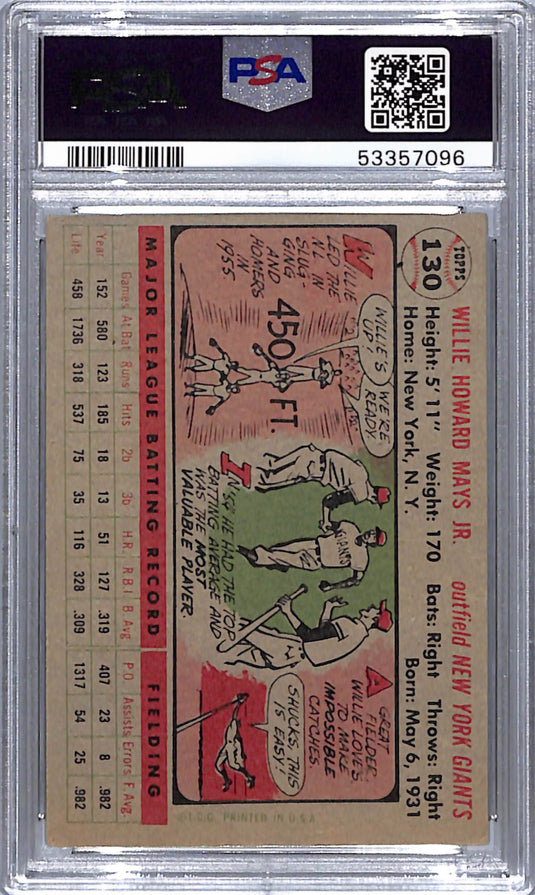 PSA
PSA
53357096
TOPPS
130
WILLIE HOWARD MAYS JR. outfield NEW YORK GIANTS
Height: 5'11" Weight: 170 Bats: Right Throws: Right
Home: New York, N.Y. Born: May 6, 1931
WILLIE
LED THE
NL IN
SLUG-
GING
AND
HOMERS
IN
1955
WILLIE'S
UP!
WE'RE
READY.
450 FT.
GIANTS
IN '54 HE HAD THE TOP
BATTING AVERAGE AND
WAS THE MOST
VALUABLE PLAYER.
A GREAT
FIELDER,
WILLIE LOVES
TO MAKE
IMPOSSIBLE
CATCHES.
SHUCKS, THIS
IS EASY!
MAJOR LEAGUE BATTING RECORD FIELDING
Games At Bat Runs Hits 2b 3b H.R. R.B.I B Avg. P.O. Assists Errors F. Avg.
Year 152 580 123 185 18 13 51 127 .319 407 23 8 .982
Life 458 1736 318 537 75 35 116 328 .309 1317 54 25 .982
©T.C.G. PRINTED IN U.S.A.